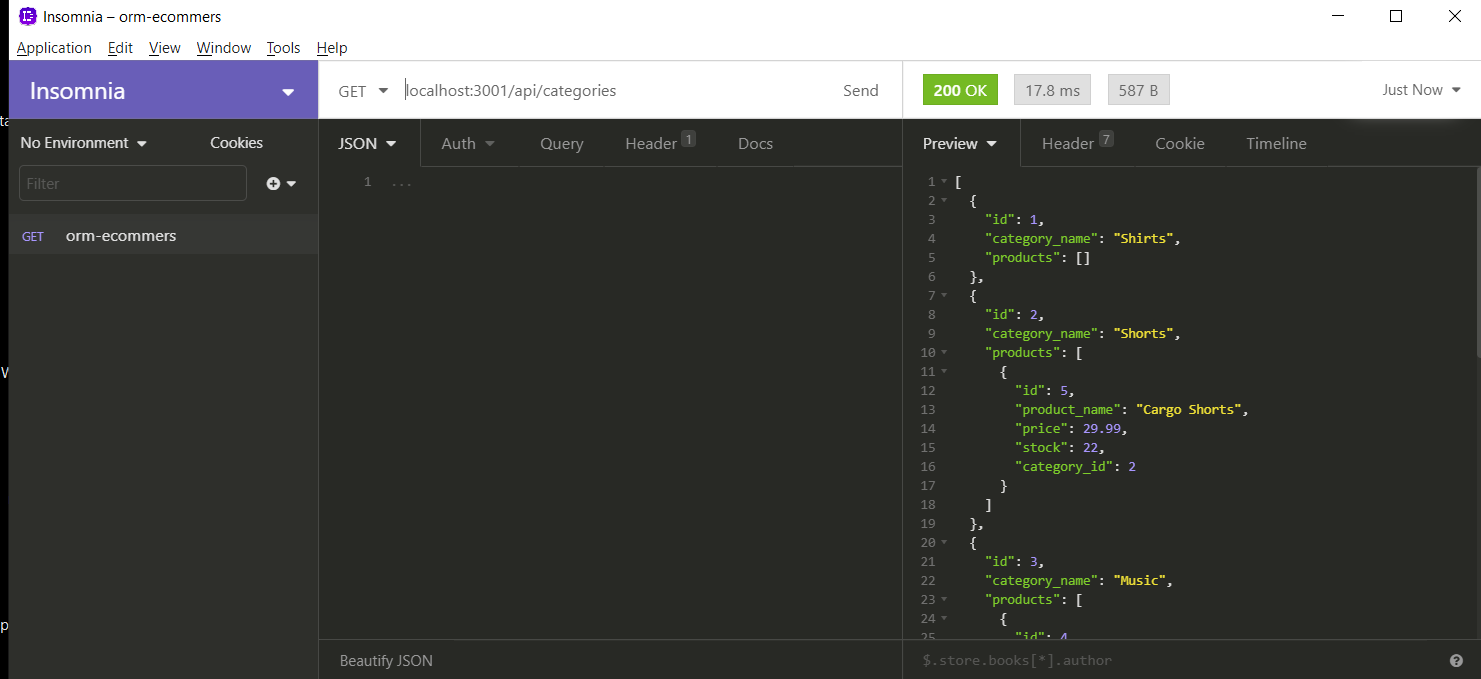 Insomnia – orm-ecommers
Application Edit View Window Tools Help
Insomnia
GET localhost:3001/api/categories Send
200 OK 17.8 ms 587 B Just Now
No Environment Cookies
JSON Auth Query Header 1 Docs
Preview Header 7 Cookie Timeline
Filter
GET orm-ecommers
1 ...
1 [
2 {
3 "id": 1,
4 "category_name": "Shirts",
5 "products": []
6 },
7 {
8 "id": 2,
9 "category_name": "Shorts",
10 "products": [
11 {
12 "id": 5,
13 "product_name": "Cargo Shorts",
14 "price": 29.99,
15 "stock": 22,
16 "category_id": 2
17 }
18 ]
19 },
20 {
21 "id": 3,
22 "category_name": "Music",
23 "products": [
24 {
25 "id": 4
Beautify JSON
$.store.books[*].author